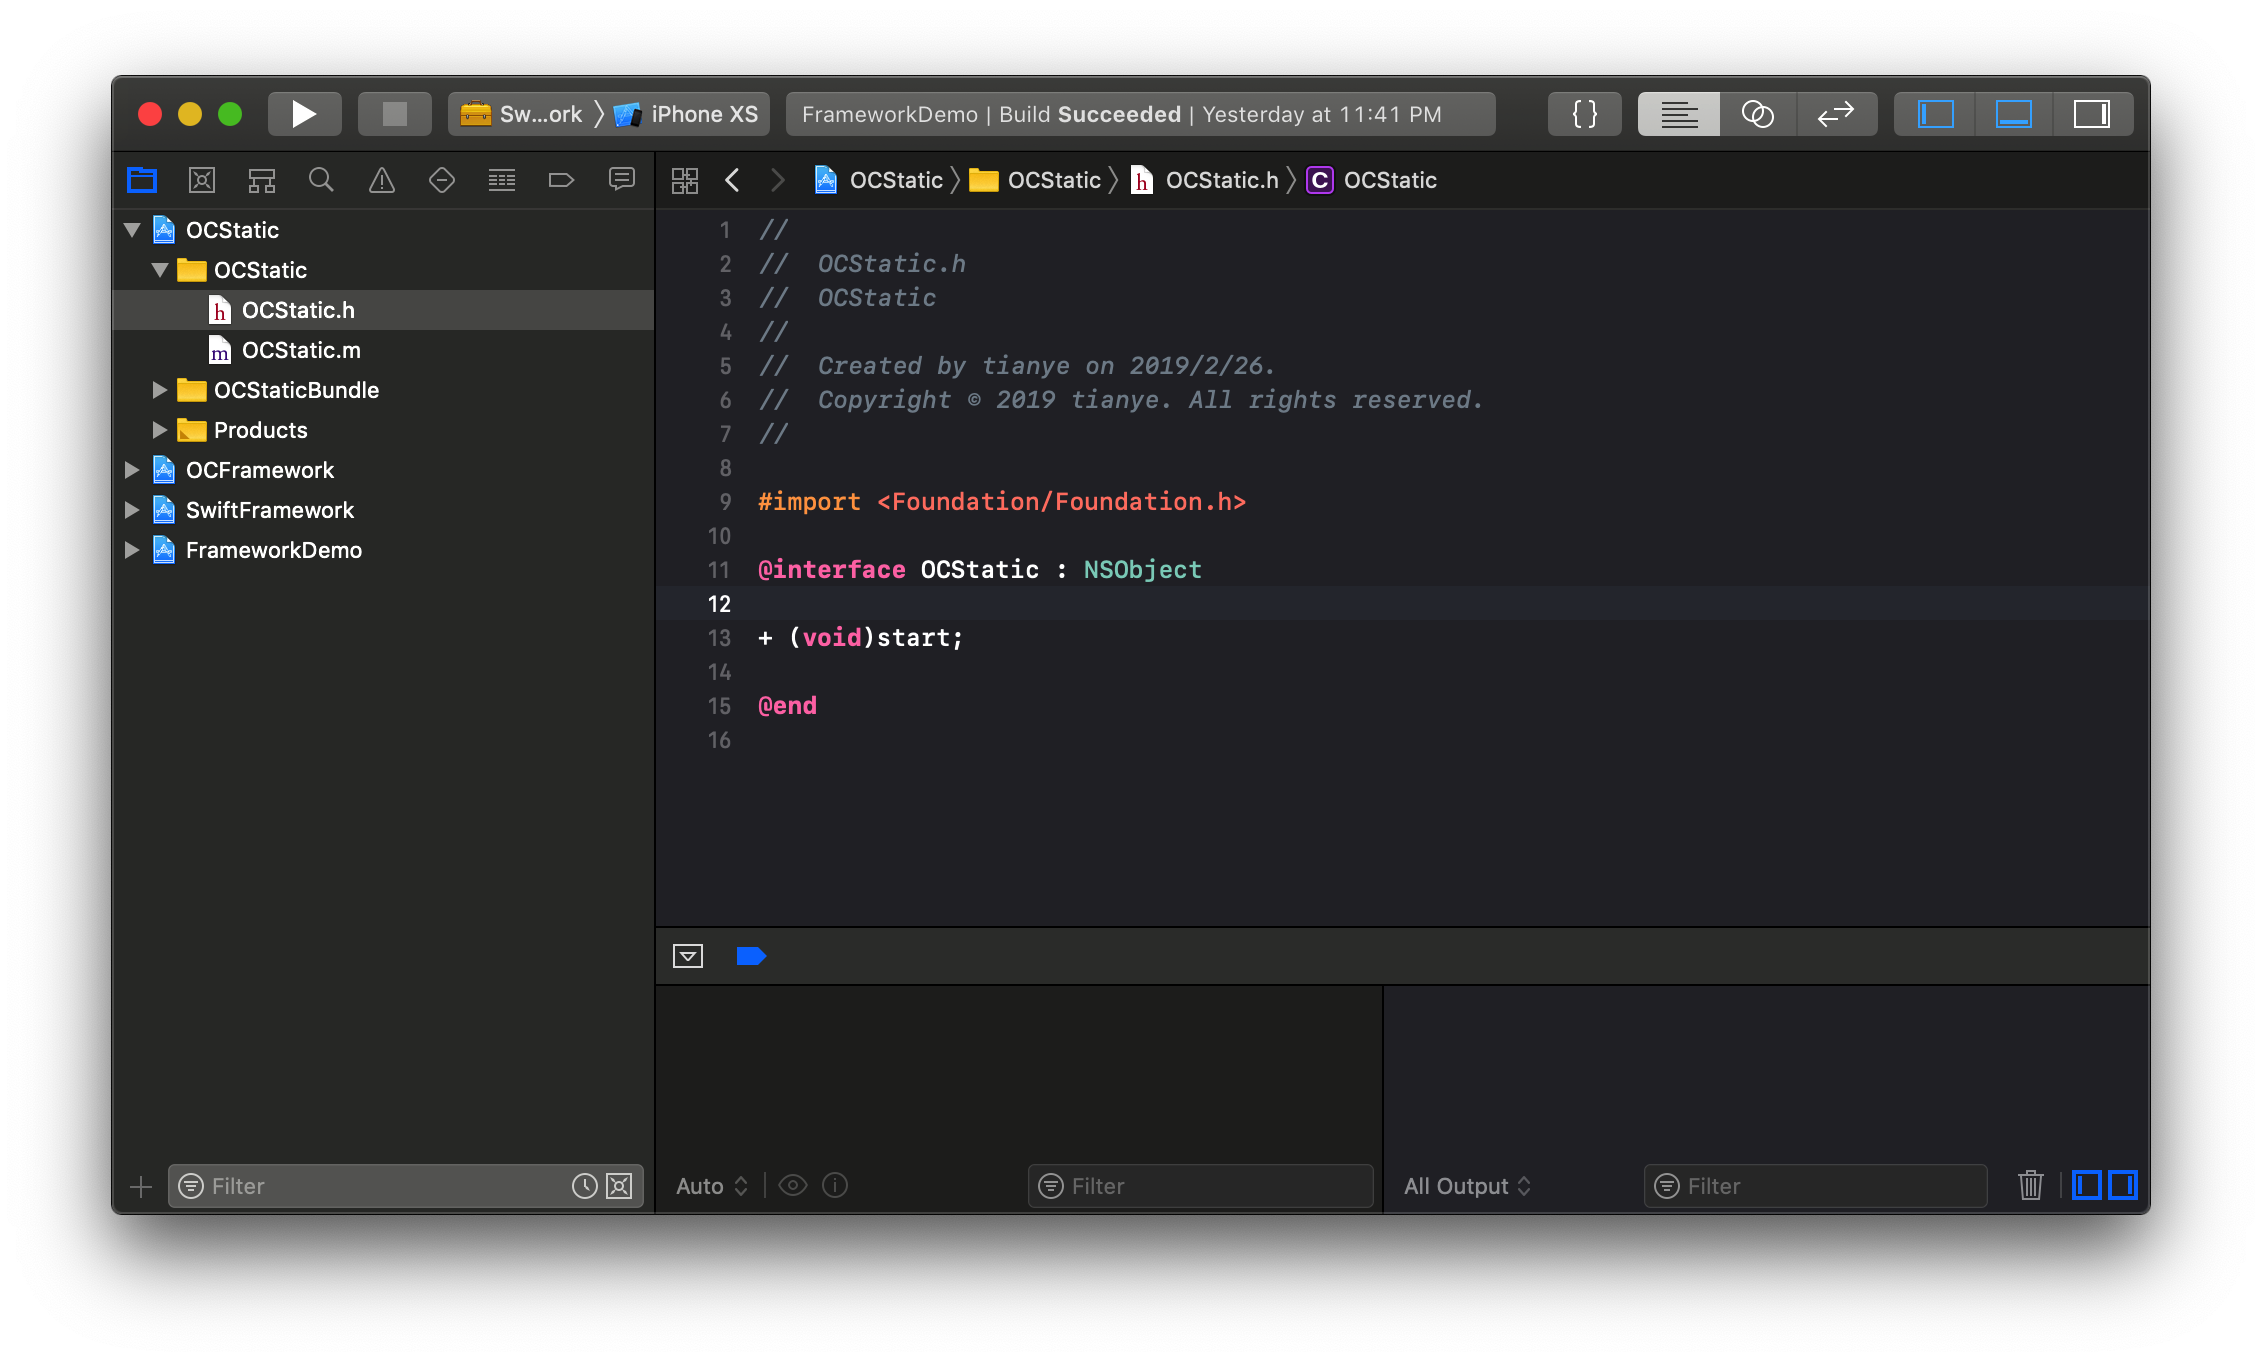 Sw...ork 〉 iPhone XS
FrameworkDemo | Build Succeeded | Yesterday at 11:41 PM
{ }
OCStatic
OCStatic
OCStatic.h
OCStatic.m
OCStaticBundle
Products
OCFramework
SwiftFramework
FrameworkDemo
Filter
OCStatic 〉 OCStatic 〉 h OCStatic.h 〉 C OCStatic
1 //
2 //  OCStatic.h
3 //  OCStatic
4 //
5 //  Created by tianye on 2019/2/26.
6 //  Copyright © 2019 tianye. All rights reserved.
7 //
8
9 #import <Foundation/Foundation.h>
10
11 @interface OCStatic : NSObject
12
13 + (void)start;
14
15 @end
16
Auto
Filter
All Output
Filter